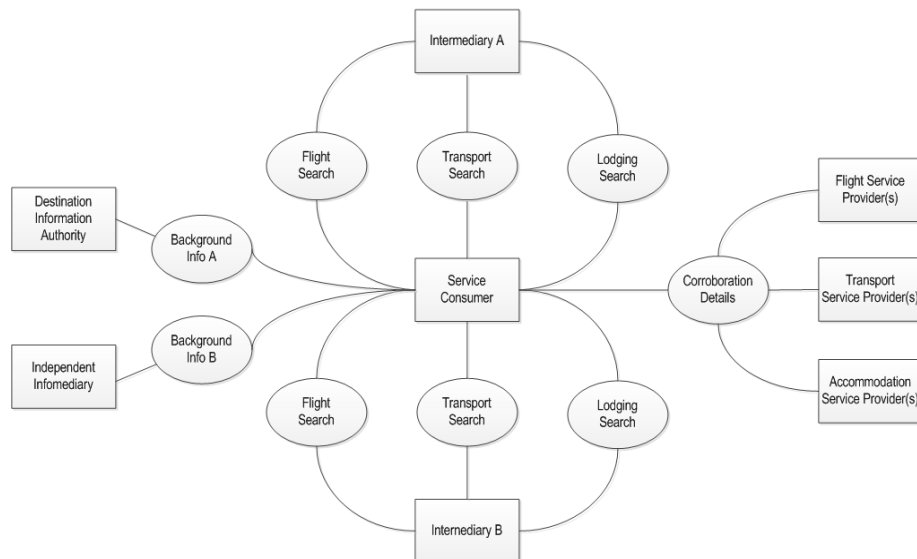 Intermediary A
Flight
Search
Transport
Search
Lodging
Search
Destination
Information
Authority
Background
Info A
Service
Consumer
Corroboration
Details
Flight Service
Provider(s)
Transport
Service Provider(s)
Background
Info B
Independent
Infomediary
Flight
Search
Transport
Search
Lodging
Search
Accommodation
Service Provider(s)
Internediary B